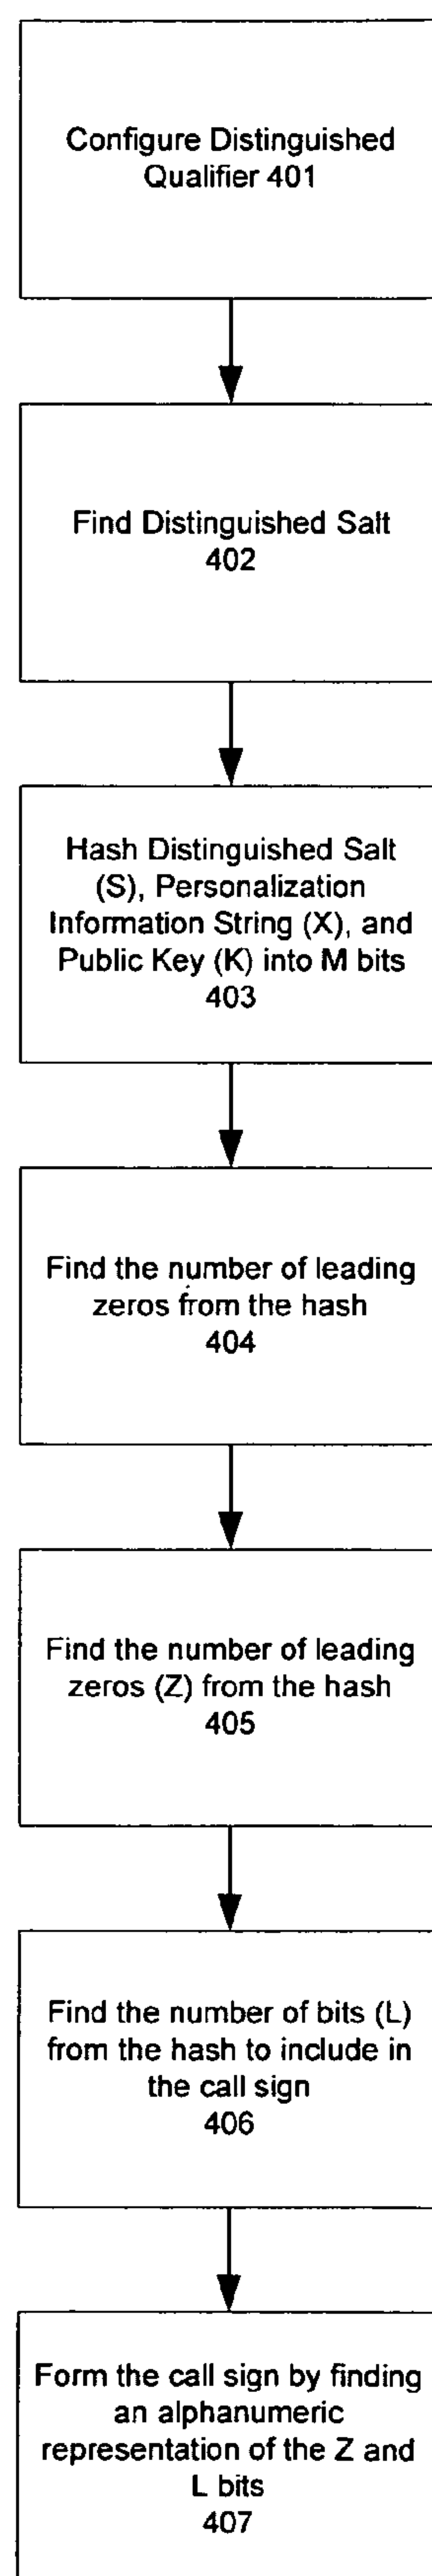 Configure Distinguished
Qualifier 401
Find Distinguished Salt
402
Hash Distinguished Salt
(S), Personalization
Information String (X), and
Public Key (K) into M bits
403
Find the number of leading
zeros from the hash
404
Find the number of leading
zeros (Z) from the hash
405
Find the number of bits (L)
from the hash to include in
the call sign
406
Form the call sign by finding
an alphanumeric
representation of the Z and
L bits
407